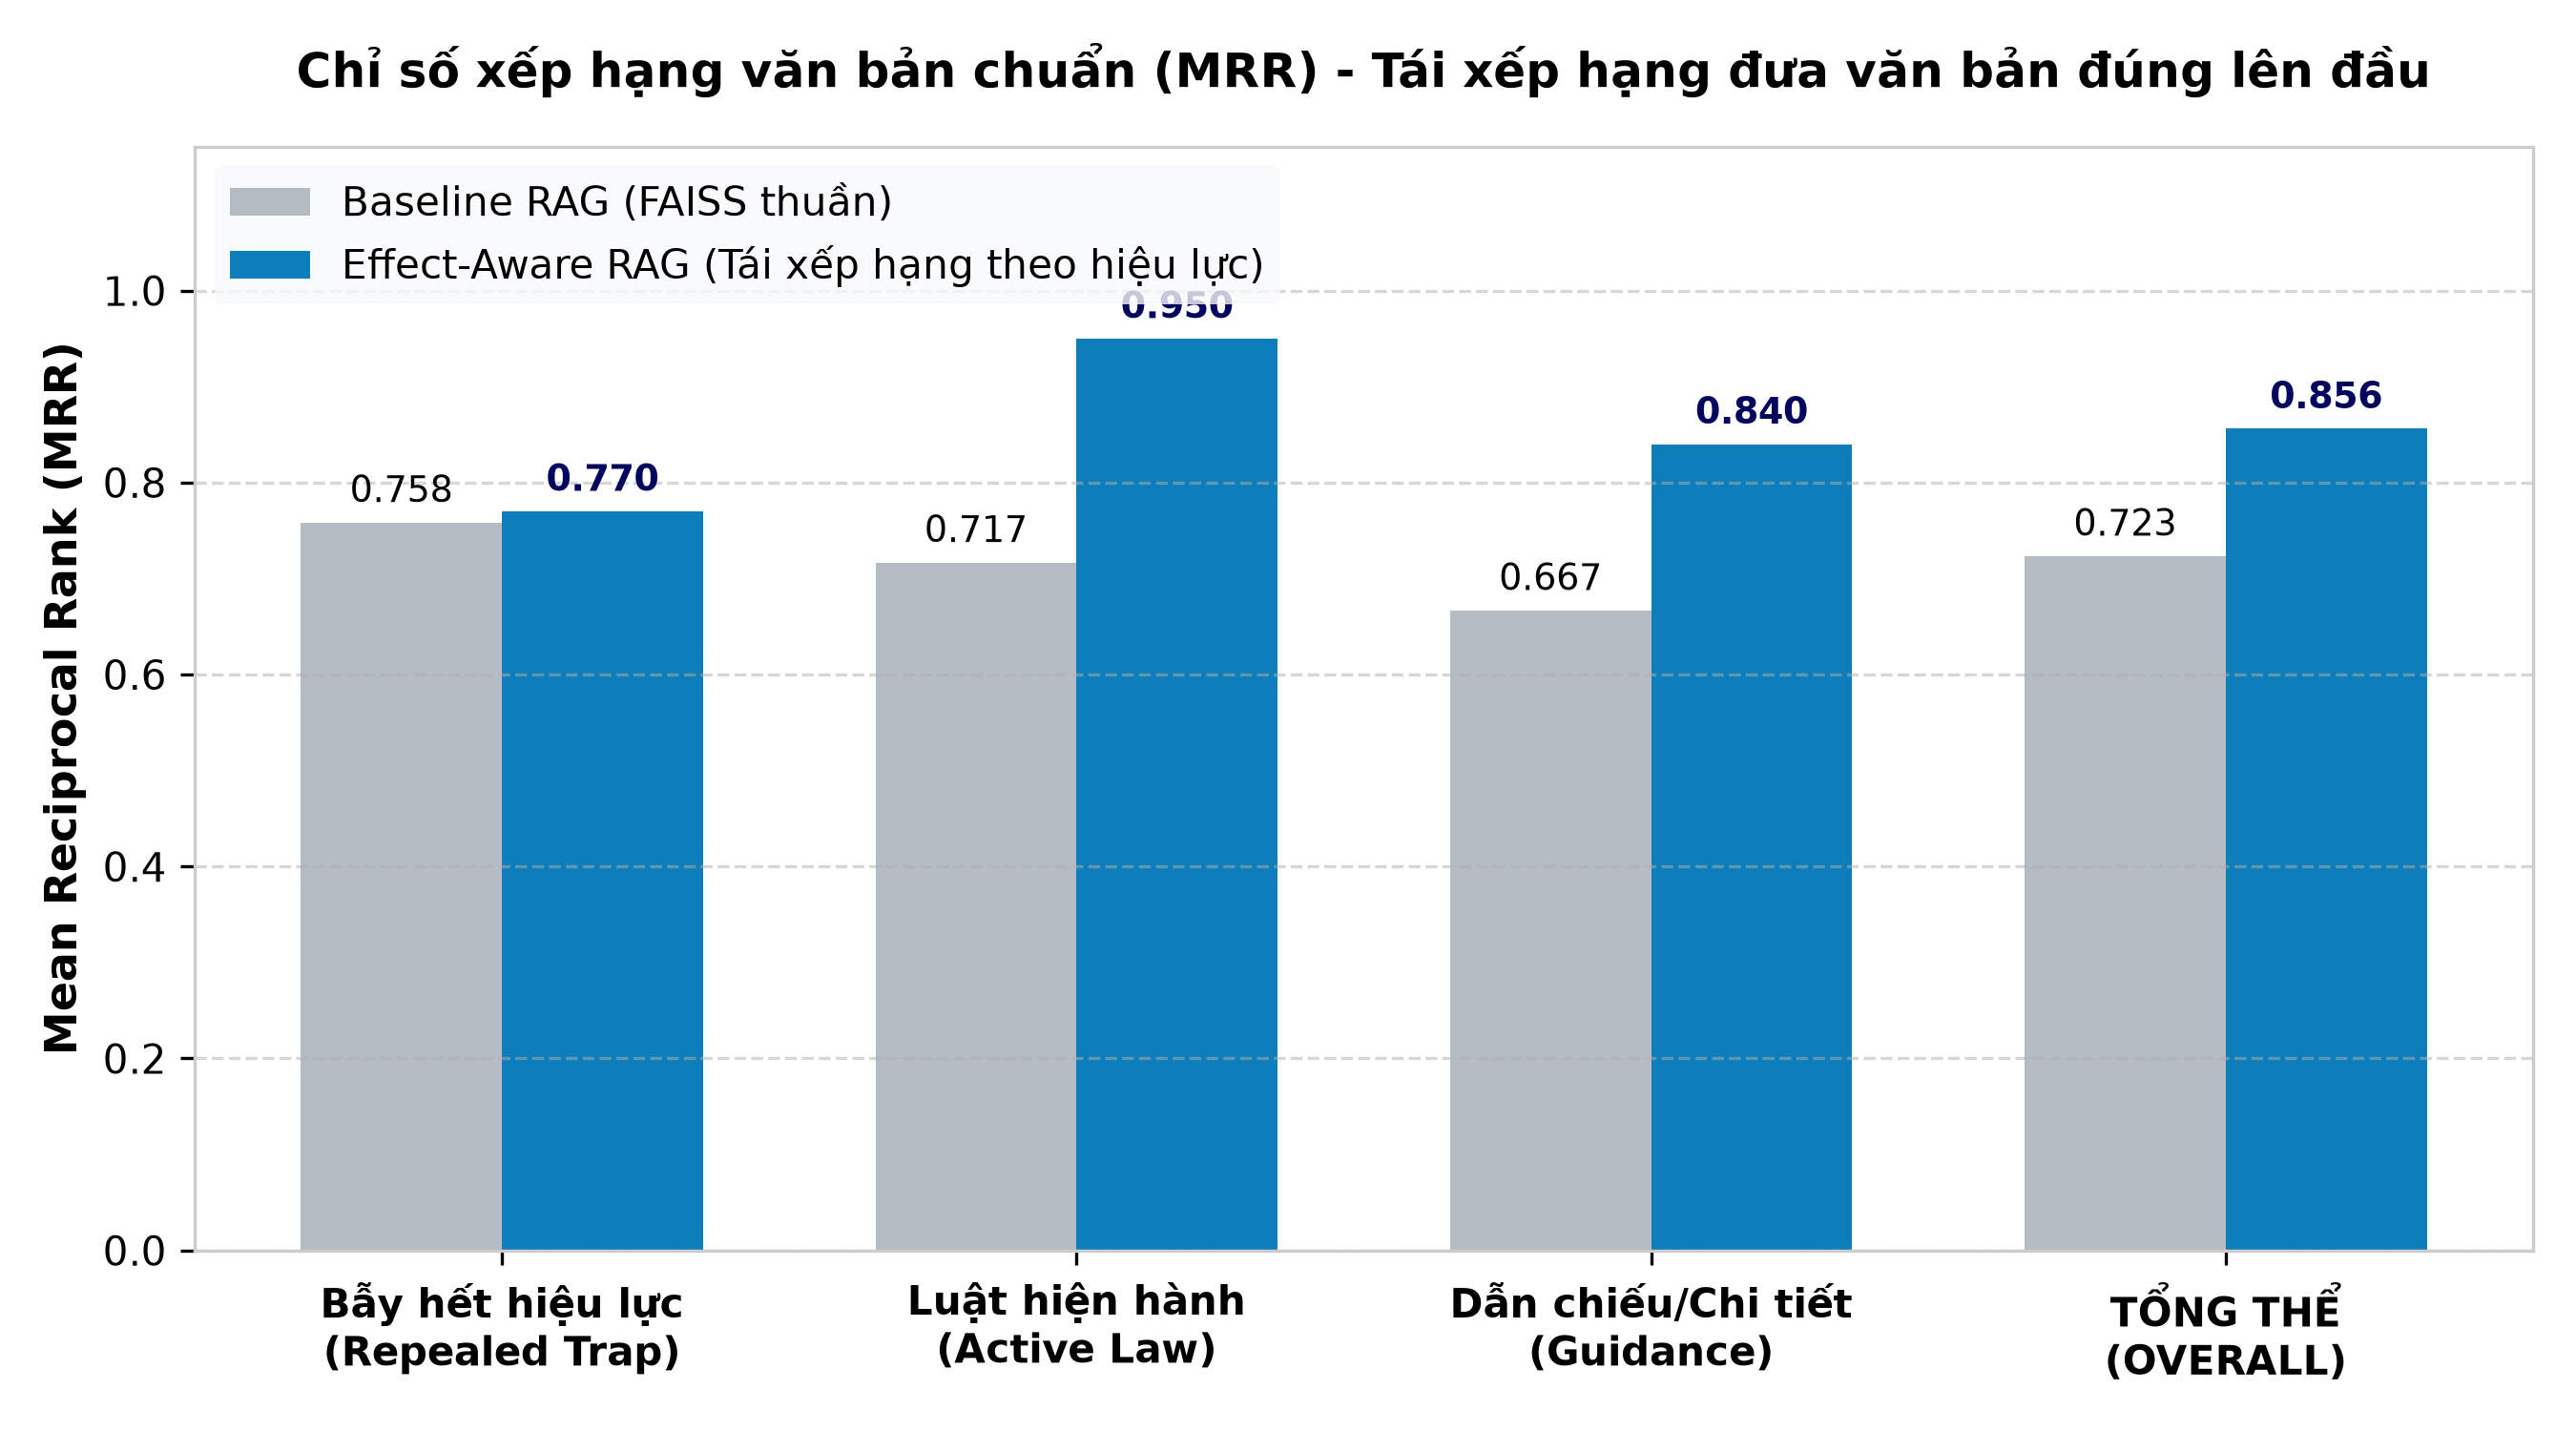 Chỉ số xếp hạng văn bản chuẩn (MRR) - Tái xếp hạng đưa văn bản đúng lên đầu
Baseline RAG (FAISS thuần)
Effect-Aware RAG (Tái xếp hạng theo hiệu lực)
Mean Reciprocal Rank (MRR)
1.0
0.8
0.6
0.4
0.2
0.0
0.758
0.770
0.717
0.950
0.667
0.840
0.723
0.856
Bẫy hết hiệu lực
(Repealed Trap)
Luật hiện hành
(Active Law)
Dẫn chiếu/Chi tiết
(Guidance)
TỔNG THỂ
(OVERALL)